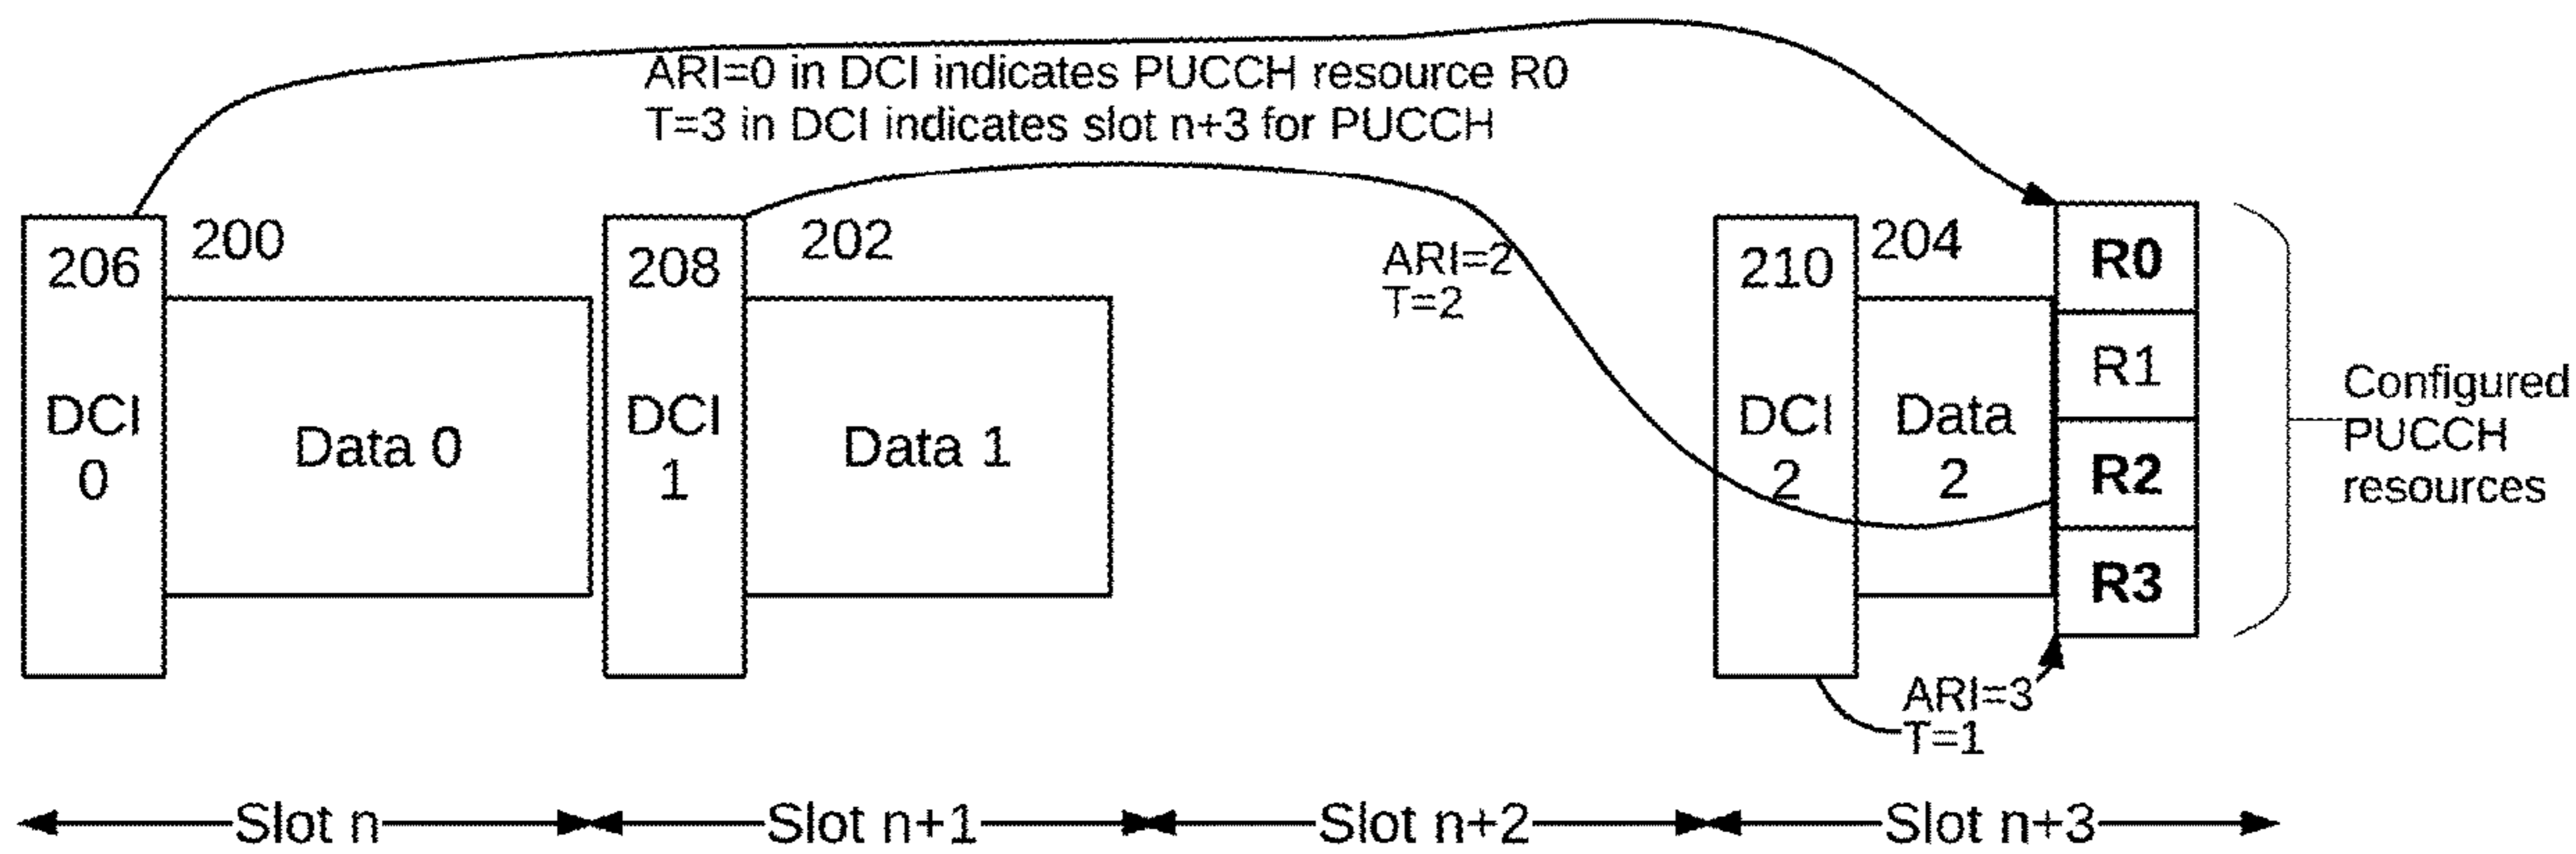 ARI=0 in DCI indicates PUCCH resource R0
T=3 in DCI indicates slot n+3 for PUCCH
206
DCI
0
200
Data 0
208
DCI
1
202
Data 1
ARI=2
T=2
210
DCI
2
204
Data
2
R0
R1
R2
R3
Configured
PUCCH
resources
ARI=3
T=1
Slot n
Slot n+1
Slot n+2
Slot n+3